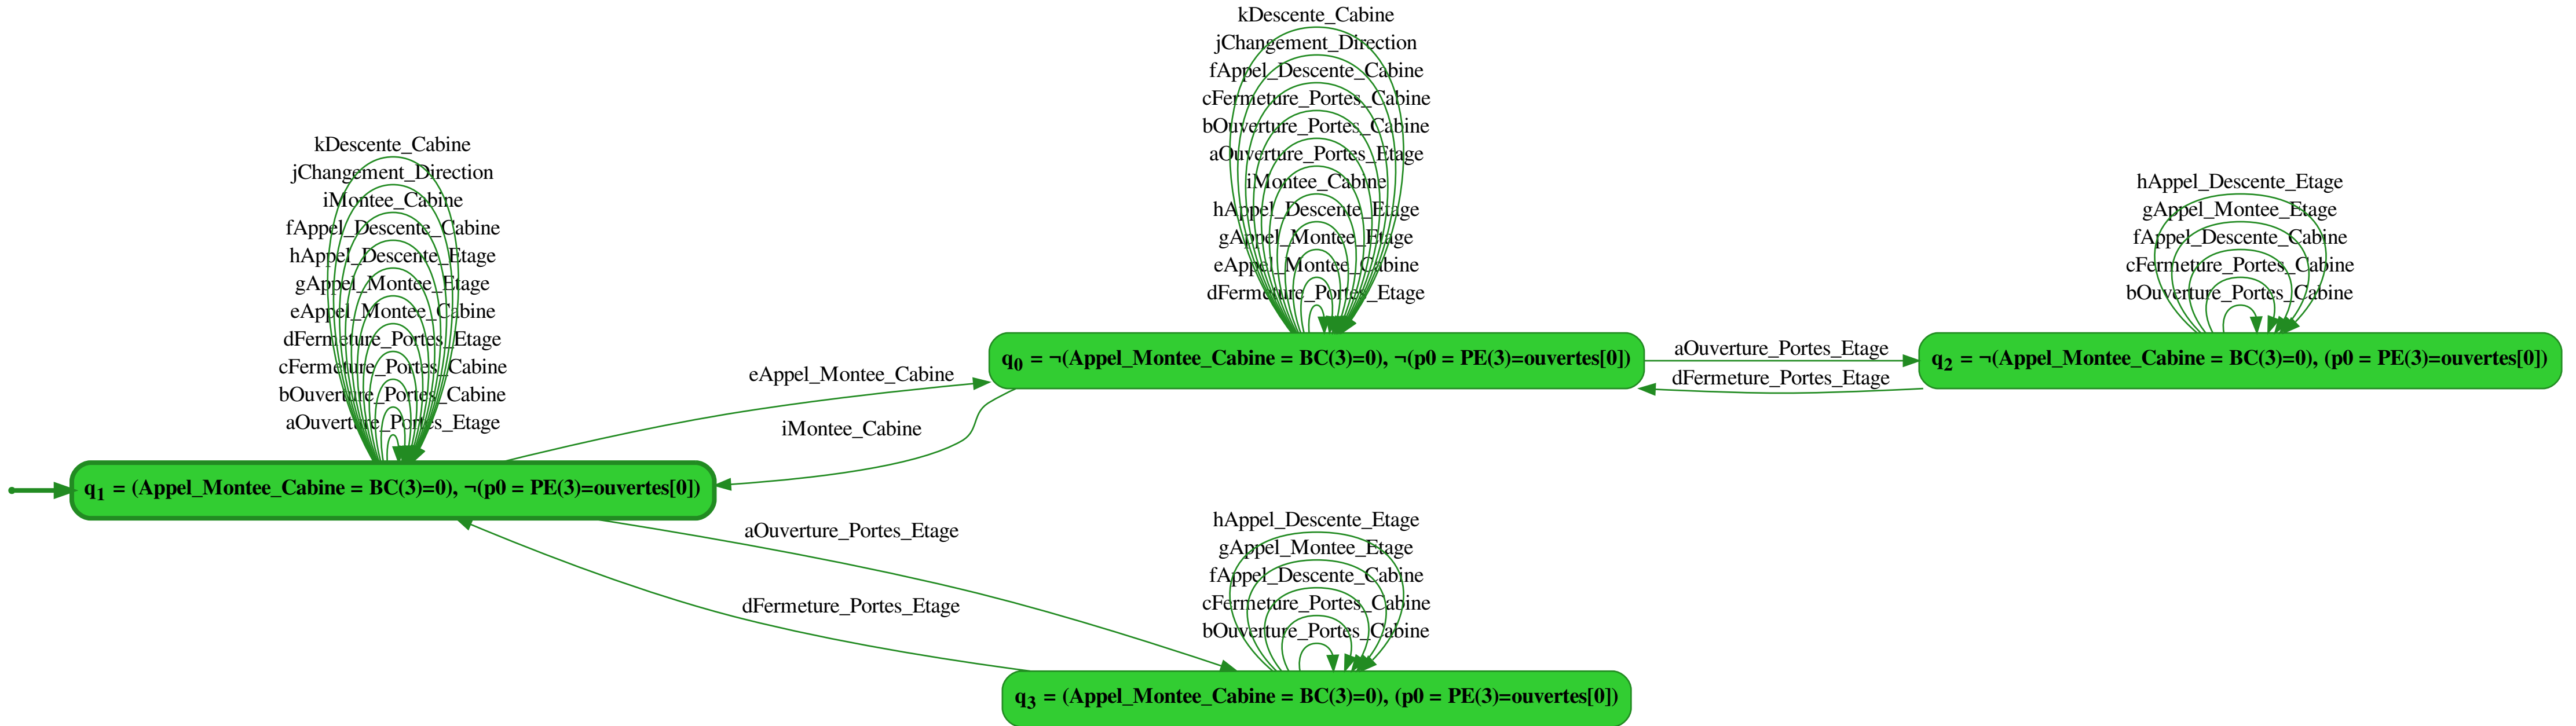 kDescente_Cabine
jChangement_Direction
iMontee_Cabine
fAppel_Descente_Cabine
hAppel_Descente_Etage
gAppel_Montee_Etage
eAppel_Montee_Cabine
dFermeture_Portes_Etage
cFermeture_Portes_Cabine
bOuverture_Portes_Cabine
aOuverture_Portes_Etage
q1 = (Appel_Montee_Cabine = BC(3)=0), ¬(p0 = PE(3)=ouvertes[0])
eAppel_Montee_Cabine
iMontee_Cabine
aOuverture_Portes_Etage
dFermeture_Portes_Etage
kDescente_Cabine
jChangement_Direction
fAppel_Descente_Cabine
cFermeture_Portes_Cabine
bOuverture_Portes_Cabine
aOuverture_Portes_Etage
iMontee_Cabine
hAppel_Descente_Etage
gAppel_Montee_Etage
eAppel_Montee_Cabine
dFermeture_Portes_Etage
q0 = ¬(Appel_Montee_Cabine = BC(3)=0), ¬(p0 = PE(3)=ouvertes[0])
aOuverture_Portes_Etage
dFermeture_Portes_Etage
hAppel_Descente_Etage
gAppel_Montee_Etage
fAppel_Descente_Cabine
cFermeture_Portes_Cabine
bOuverture_Portes_Cabine
q2 = ¬(Appel_Montee_Cabine = BC(3)=0), (p0 = PE(3)=ouvertes[0])
hAppel_Descente_Etage
gAppel_Montee_Etage
fAppel_Descente_Cabine
cFermeture_Portes_Cabine
bOuverture_Portes_Cabine
q3 = (Appel_Montee_Cabine = BC(3)=0), (p0 = PE(3)=ouvertes[0])